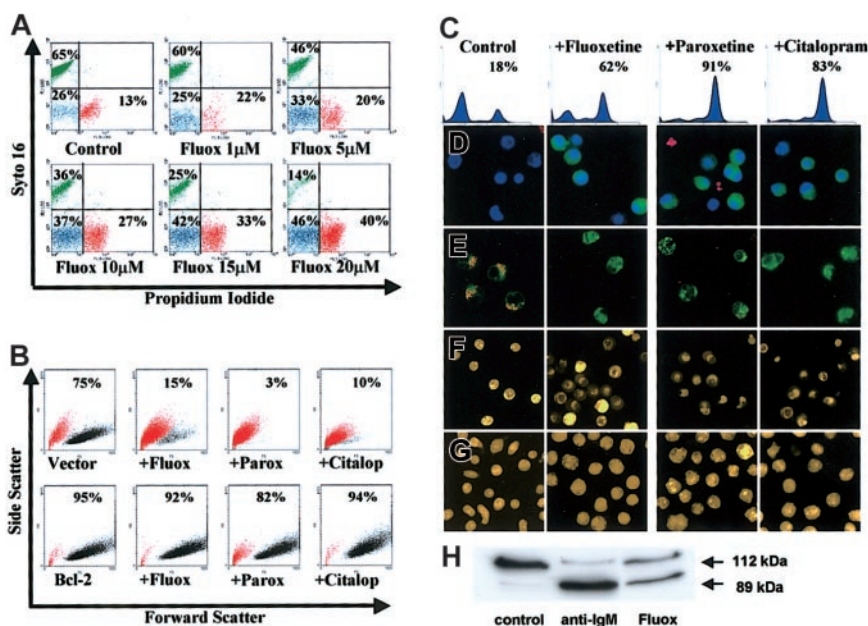 A
65%
60%
46%
26%
13%
25%
22%
33%
20%
Control
Fluox 1μM
Fluox 5μM
36%
25%
14%
37%
27%
42%
33%
46%
40%
Fluox 10μM
Fluox 15μM
Fluox 20μM
Syto 16
Propidium Iodide
B
75%
15%
3%
10%
Vector
+Fluox
+Parox
+Citalop
95%
92%
82%
94%
Bcl-2
+Fluox
+Parox
+Citalop
Side Scatter
Forward Scatter
C
Control
+Fluoxetine
+Paroxetine
+Citalopram
18%
62%
91%
83%
D
E
F
G
H
112 kDa
89 kDa
control
anti-IgM
Fluox